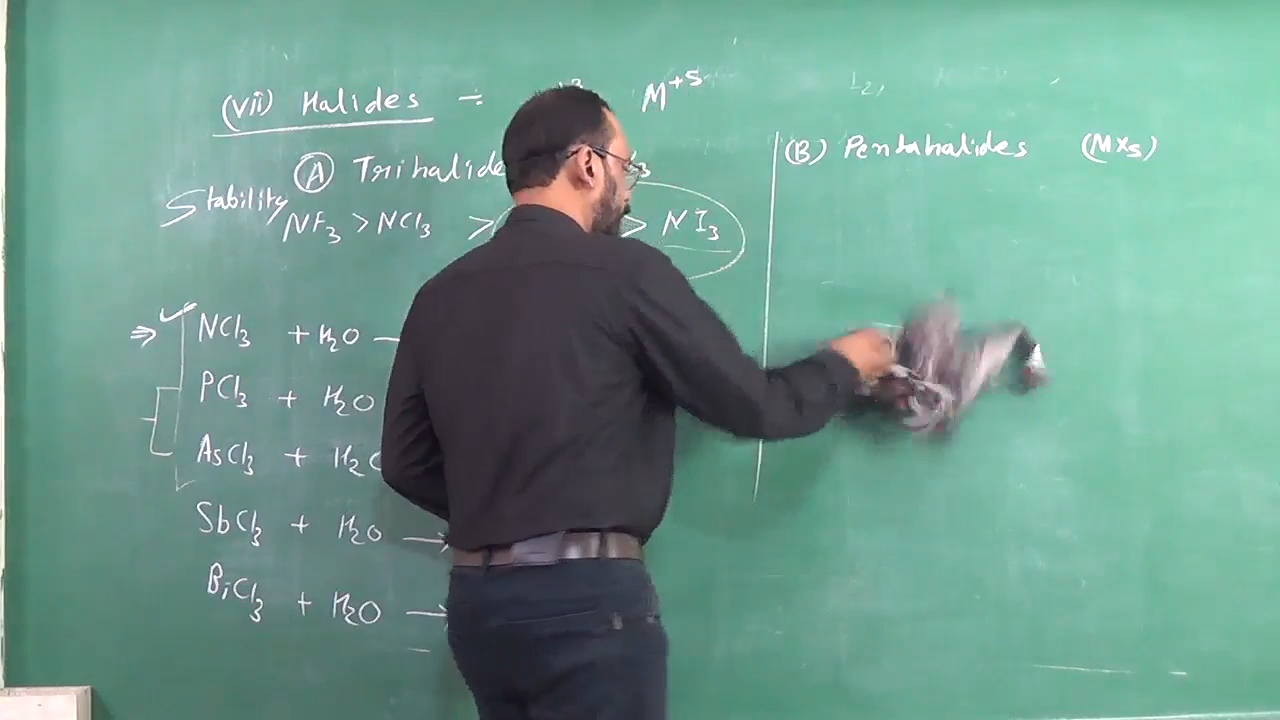 (vii) Halides ÷ M⁺⁵
(A) Trihalide
Stability NF₃ > NCl₃ > > NI₃
⇒ NCl₃ + H₂O
PCl₃ + H₂O
AsCl₃ + H₂O
SbCl₃ + H₂O →
BiCl₃ + H₂O →
(B) Pentahalides (MX₅)